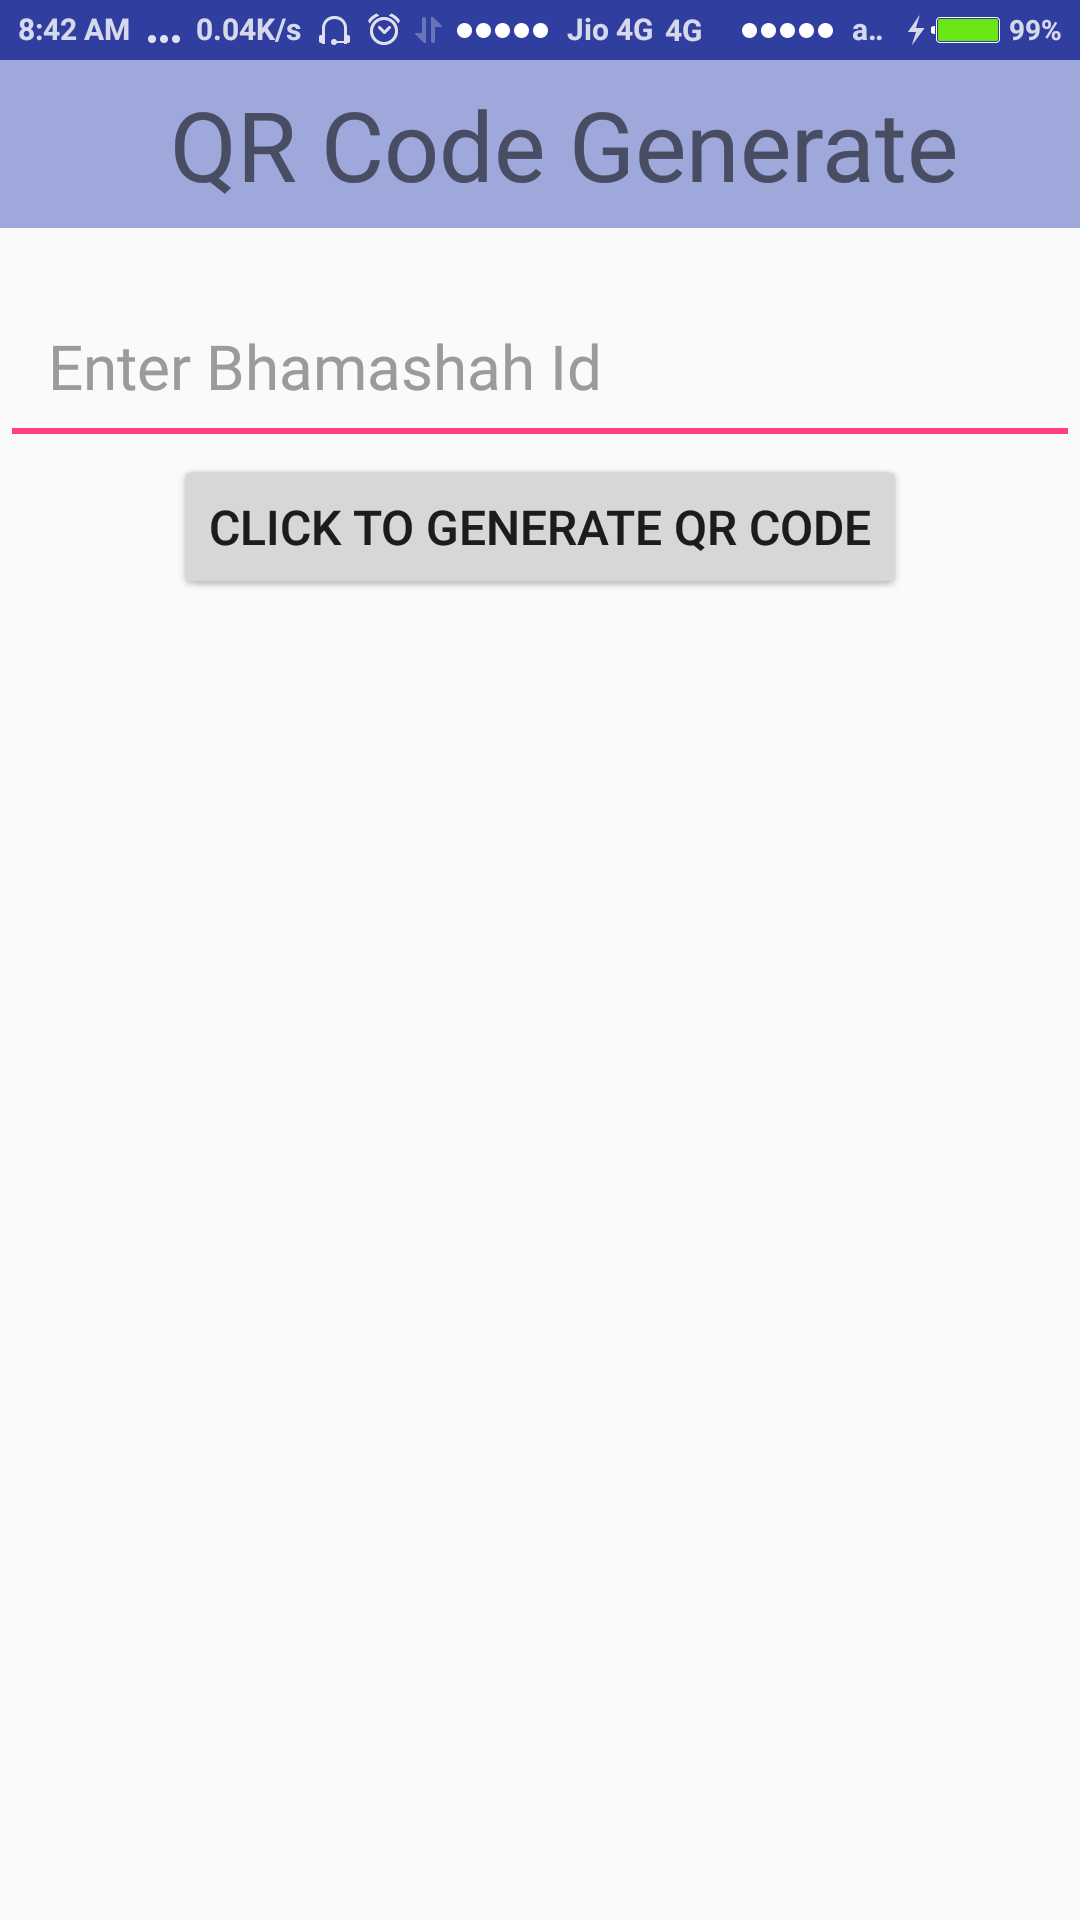 8:42 AM ... 0.04K/s Jio 4G 4G a.. 99%
QR Code Generate
Enter Bhamashah Id
CLICK TO GENERATE QR CODE